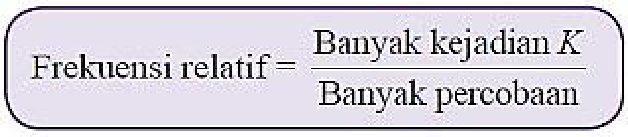 Frekuensi relatif = Banyak kejadian K
Banyak percobaan